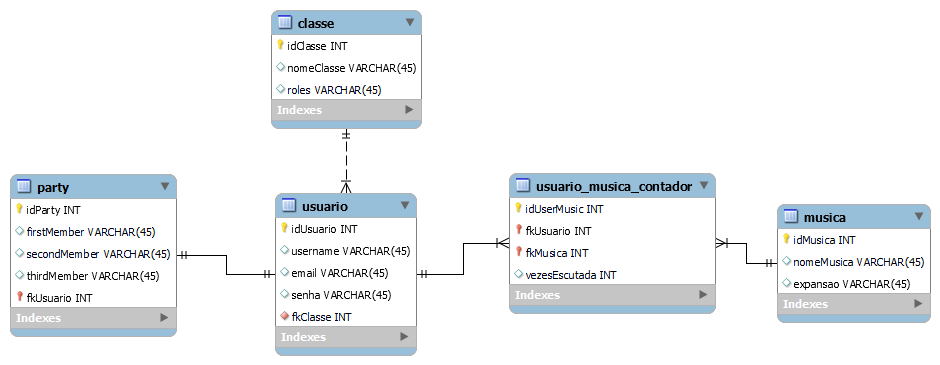 classe
idClasse INT
nomeClasse VARCHAR(45)
roles VARCHAR(45)
Indexes
party
idParty INT
firstMember VARCHAR(45)
secondMember VARCHAR(45)
thirdMember VARCHAR(45)
fkUsuario INT
Indexes
usuario
idUsuario INT
username VARCHAR(45)
email VARCHAR(45)
senha VARCHAR(45)
fkClasse INT
Indexes
usuario_musica_contador
idUserMusic INT
fkUsuario INT
fkMusica INT
vezesEscutada INT
Indexes
musica
idMusica INT
nomeMusica VARCHAR(45)
expansao VARCHAR(45)
Indexes